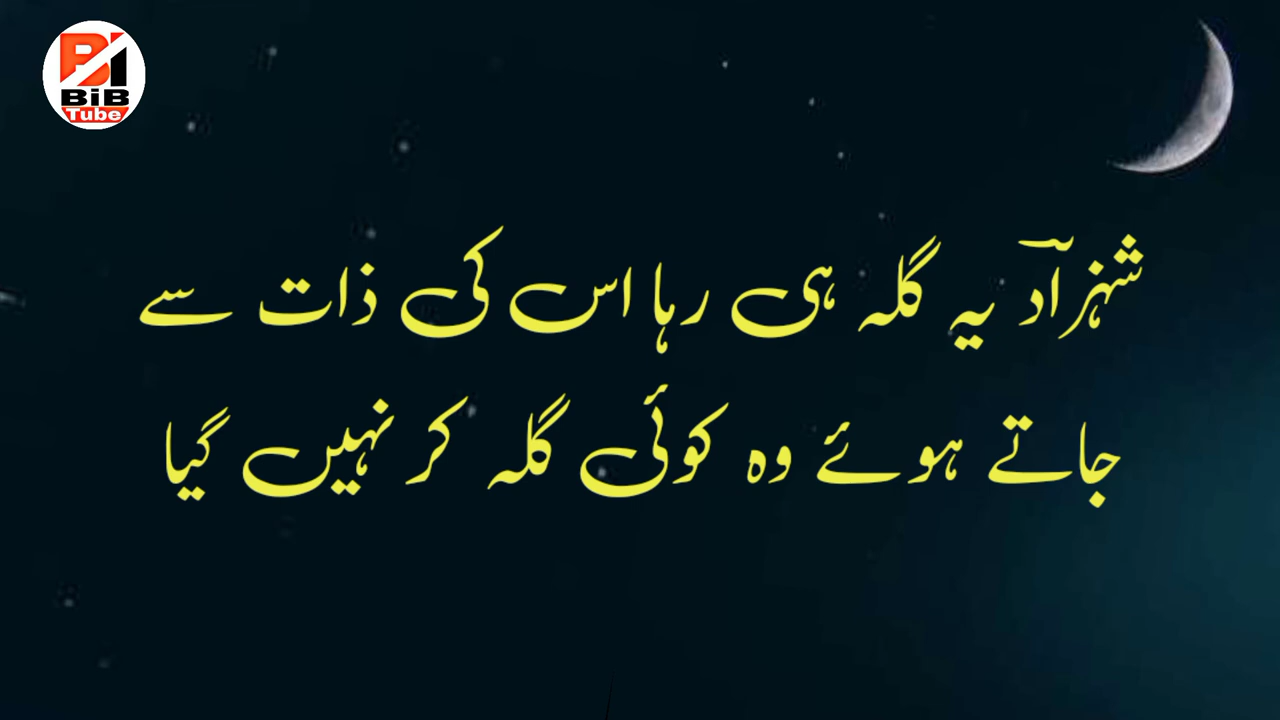 BiB
Tube
شہزادؔ یہ گلہ ہی رہا اس کی ذات سے
جاتے ہوئے وہ کوئی گلہ کر نہیں گیا